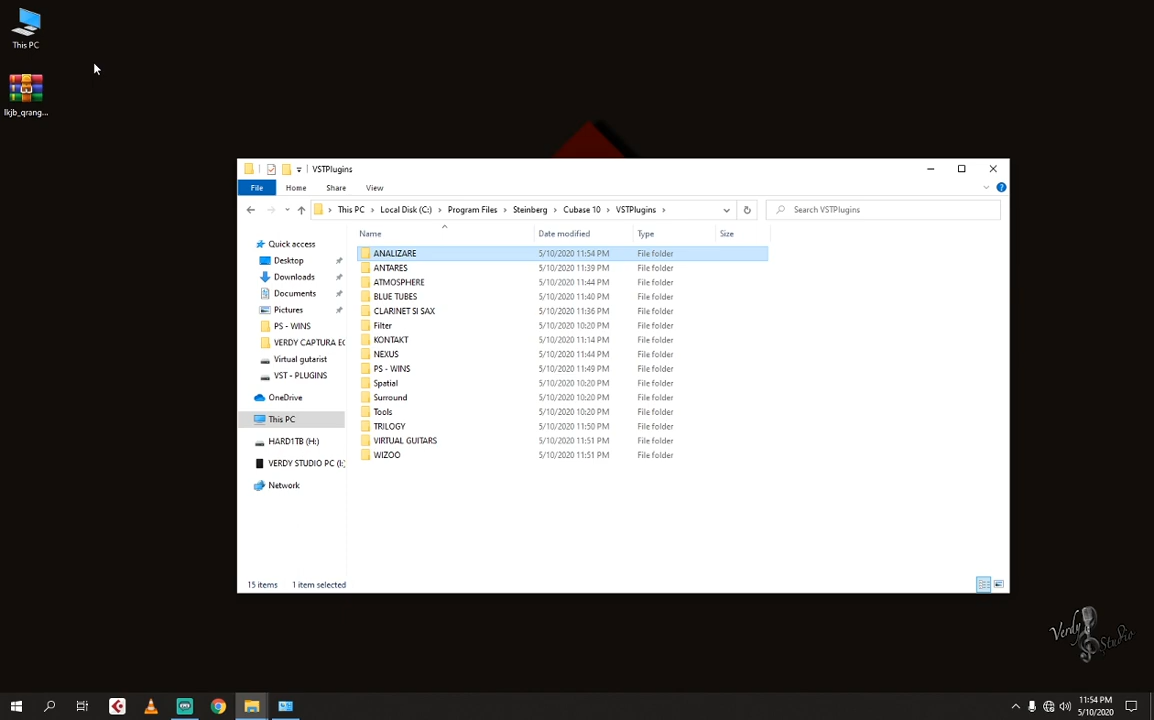 This PC
lkjb_qrang...
VSTPlugins
File Home Share View
This PC Local Disk (C:) Program Files Steinberg Cubase 10 VSTPlugins
Search VSTPlugins
Name Date modified Type Size
Quick access
Desktop
Downloads
Documents
Pictures
PS - WINS
VERDY CAPTURA EC
Virtual gutarist
VST - PLUGINS
OneDrive
This PC
HARD1TB (H:)
VERDY STUDIO PC (I:)
Network
ANALIZARE 5/10/2020 11:54 PM File folder
ANTARES 5/10/2020 11:39 PM File folder
ATMOSPHERE 5/10/2020 11:44 PM File folder
BLUE TUBES 5/10/2020 11:40 PM File folder
CLARINET SI SAX 5/10/2020 11:36 PM File folder
Filter 5/10/2020 10:20 PM File folder
KONTAKT 5/10/2020 11:14 PM File folder
NEXUS 5/10/2020 11:44 PM File folder
PS - WINS 5/10/2020 11:49 PM File folder
Spatial 5/10/2020 10:20 PM File folder
Surround 5/10/2020 10:20 PM File folder
Tools 5/10/2020 10:20 PM File folder
TRILOGY 5/10/2020 11:50 PM File folder
VIRTUAL GUITARS 5/10/2020 11:51 PM File folder
WIZOO 5/10/2020 11:51 PM File folder
15 items 1 item selected
Verdy Studio
11:54 PM
5/10/2020